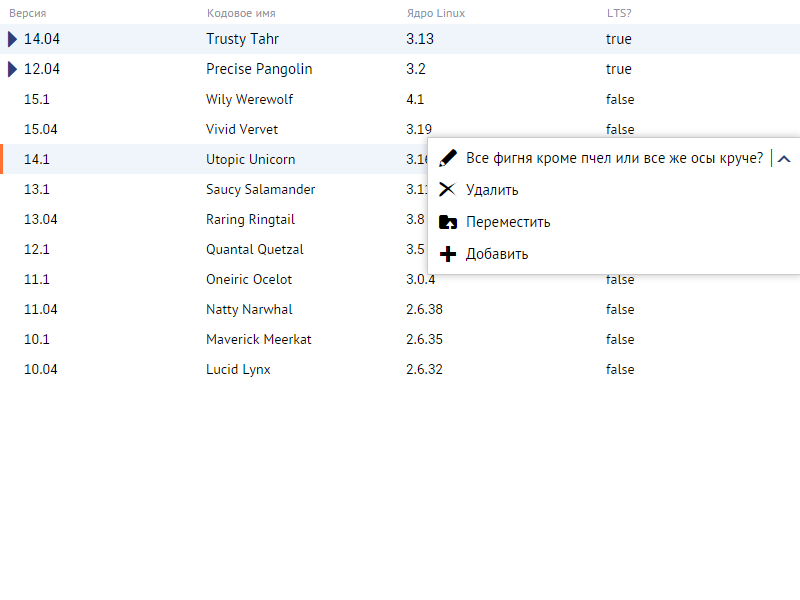 Версия Кодовое имя Ядро Linux LTS?
14.04 Trusty Tahr 3.13 true
12.04 Precise Pangolin 3.2 true
15.1 Wily Werewolf 4.1 false
15.04 Vivid Vervet 3.19 false
14.1 Utopic Unicorn 3.16
13.1 Saucy Salamander 3.11
13.04 Raring Ringtail 3.8
12.1 Quantal Quetzal 3.5
11.1 Oneiric Ocelot 3.0.4 false
11.04 Natty Narwhal 2.6.38 false
10.1 Maverick Meerkat 2.6.35 false
10.04 Lucid Lynx 2.6.32 false
Все фигня кроме пчел или все же осы круче?
Удалить
Переместить
Добавить